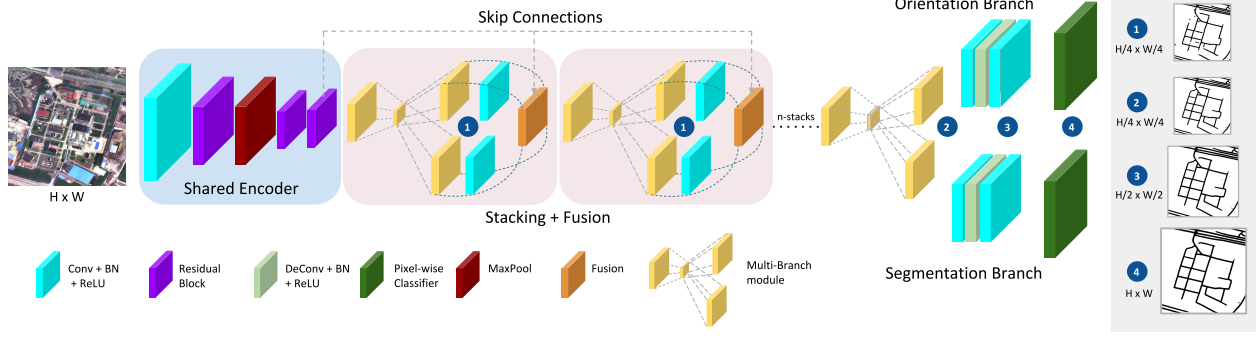 Skip Connections
Orientation Branch
H x W
Shared Encoder
1
1
n-stacks
2
3
4
Stacking + Fusion
Segmentation Branch
Conv + BN
+ ReLU
Residual
Block
DeConv + BN
+ ReLU
Pixel-wise
Classifier
MaxPool
Fusion
Multi-Branch
module
1
H/4 x W/4
2
H/4 x W/4
3
H/2 x W/2
4
H x W